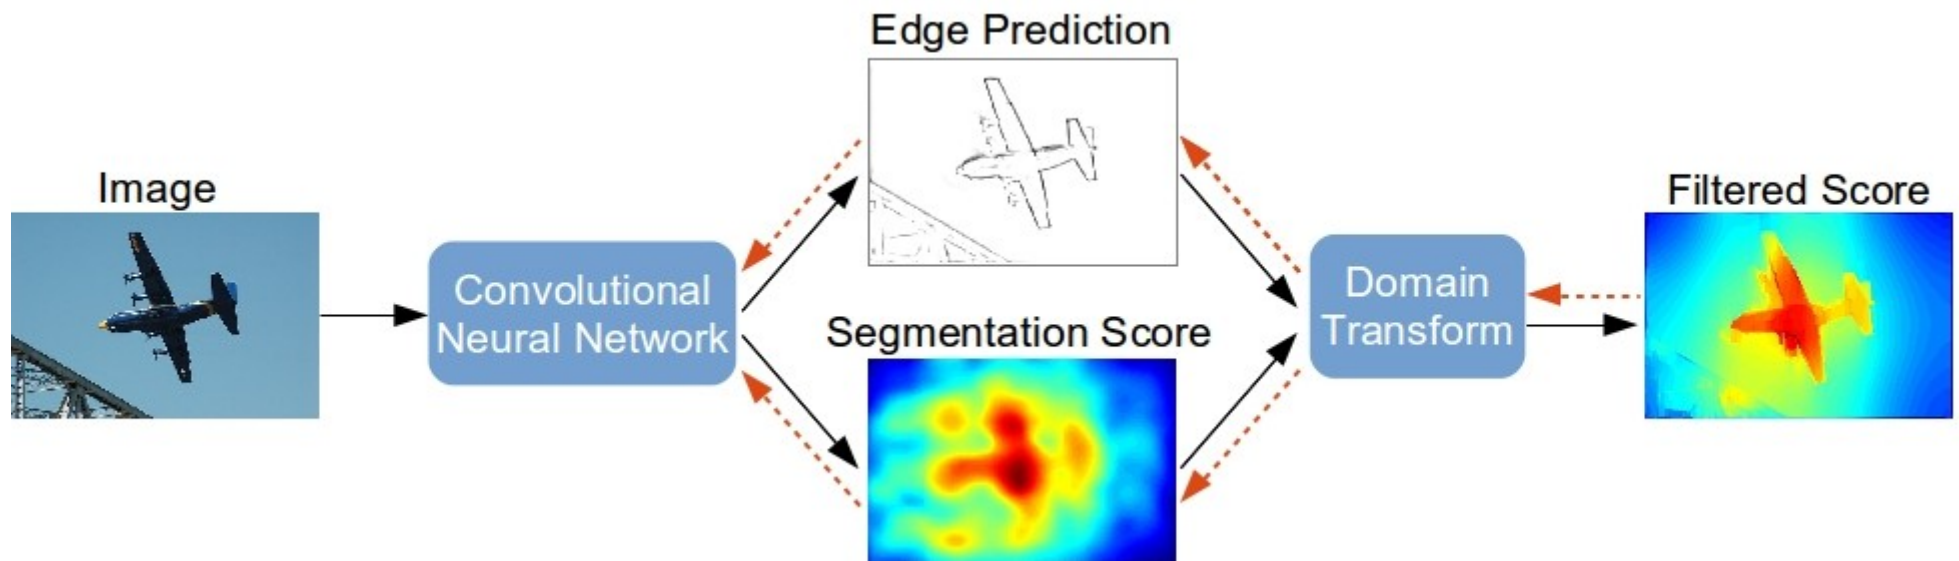 Edge Prediction
Image
Filtered Score
Convolutional
Neural Network
Domain
Transform
Segmentation Score